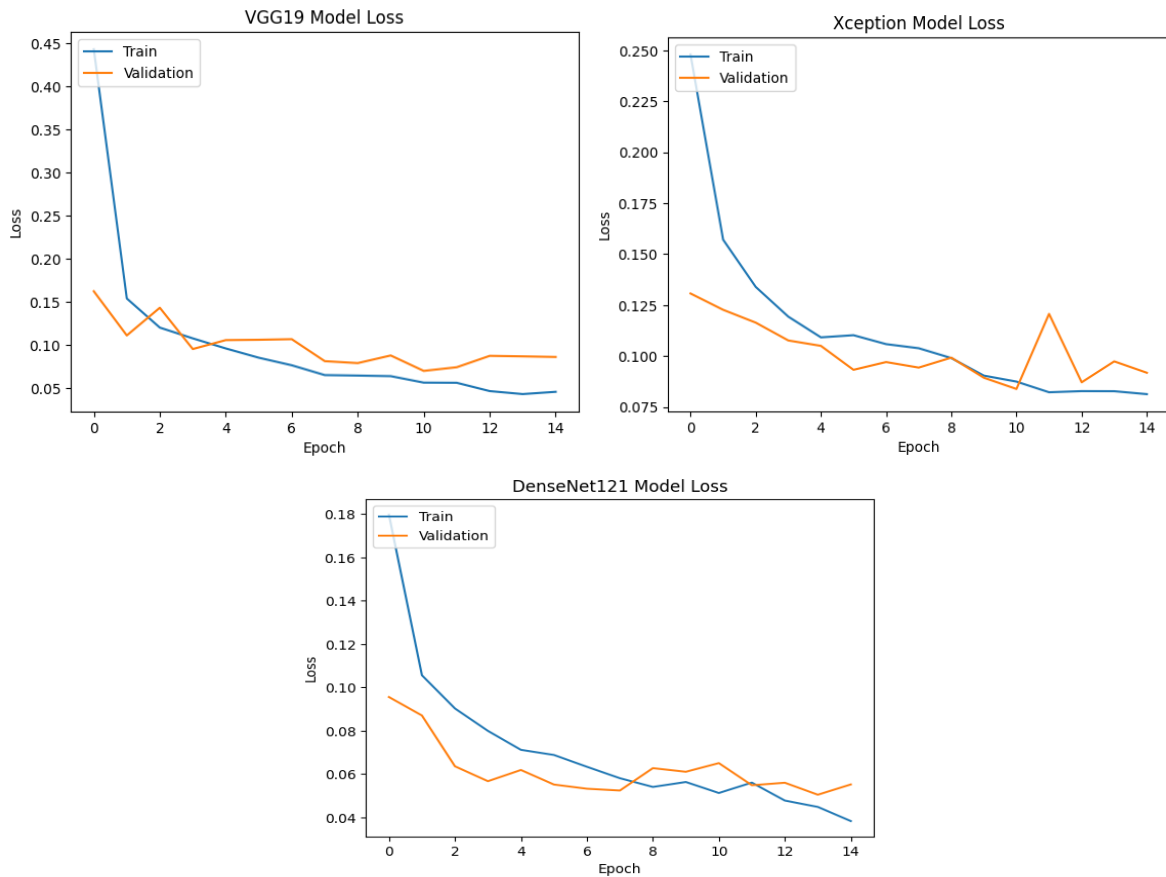 VGG19 Model Loss
Train
Validation
0.45
0.40
0.35
0.30
0.25
0.20
0.15
0.10
0.05
Loss
0 2 4 6 8 10 12 14
Epoch
Xception Model Loss
Train
Validation
0.250
0.225
0.200
0.175
0.150
0.125
0.100
0.075
Loss
0 2 4 6 8 10 12 14
Epoch
DenseNet121 Model Loss
Train
Validation
0.18
0.16
0.14
0.12
0.10
0.08
0.06
0.04
Loss
0 2 4 6 8 10 12 14
Epoch